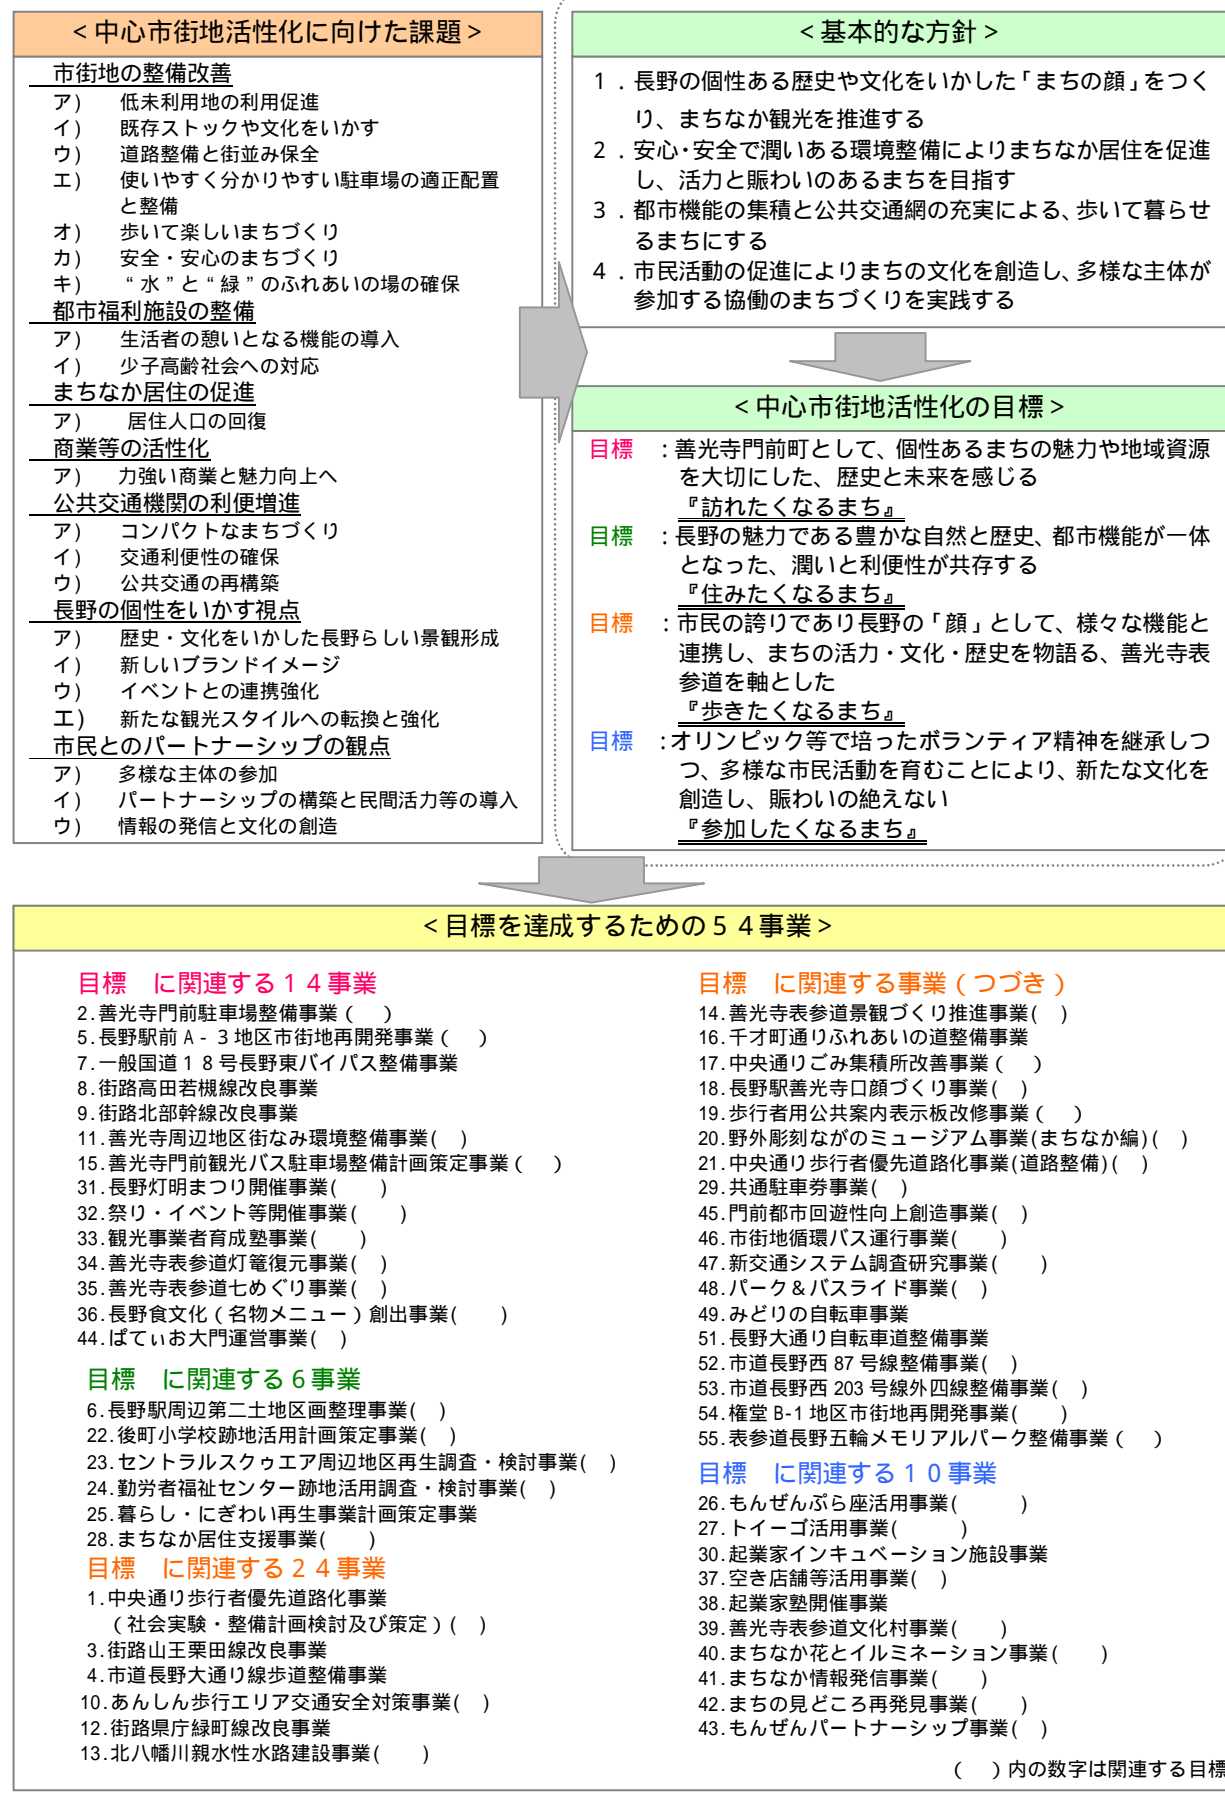 <中心市街地活性化に向けた課題>
市街地の整備改善
ア) 低未利用地の利用促進
イ) 既存ストックや文化をいかす
ウ) 道路整備と街並み保全
エ) 使いやすく分かりやすい駐車場の適正配置
と整備
オ) 歩いて楽しいまちづくり
カ) 安全・安心のまちづくり
キ) “水”と“緑”のふれあいの場の確保
都市福利施設の整備
ア) 生活者の憩いとなる機能の導入
イ) 少子高齢社会への対応
まちなか居住の促進
ア) 居住人口の回復
商業等の活性化
ア) 力強い商業と魅力向上へ
公共交通機関の利便増進
ア) コンパクトなまちづくり
イ) 交通利便性の確保
ウ) 公共交通の再構築
長野の個性をいかす視点
ア) 歴史・文化をいかした長野らしい景観形成
イ) 新しいブランドイメージ
ウ) イベントとの連携強化
エ) 新たな観光スタイルへの転換と強化
市民とのパートナーシップの観点
ア) 多様な主体の参加
イ) パートナーシップの構築と民間活力等の導入
ウ) 情報の発信と文化の創造
<基本的な方針>
1.長野の個性ある歴史や文化をいかした「まちの顔」をつく
り、まちなか観光を推進する
2.安心・安全で潤いある環境整備によりまちなか居住を促進
し、活力と賑わいのあるまちを目指す
3.都市機能の集積と公共交通網の充実による、歩いて暮らせ
るまちにする
4.市民活動の促進によりまちの文化を創造し、多様な主体が
参加する協働のまちづくりを実践する
<中心市街地活性化の目標>
目標 :善光寺門前町として、個性あるまちの魅力や地域資源
を大切にした、歴史と未来を感じる
『訪れたくなるまち』
目標 :長野の魅力である豊かな自然と歴史、都市機能が一体
となった、潤いと利便性が共存する
『住みたくなるまち』
目標 :市民の誇りであり長野の「顔」として、様々な機能と
連携し、まちの活力・文化・歴史を物語る、善光寺表
参道を軸とした
『歩きたくなるまち』
目標 :オリンピック等で培ったボランティア精神を継承しつ
つ、多様な市民活動を育むことにより、新たな文化を
創造し、賑わいの絶えない
『参加したくなるまち』
<目標を達成するための54事業>
目標 に関連する14事業
2.善光寺門前駐車場整備事業( )
5.長野駅前A-3地区市街地再開発事業( )
7.一般国道18号長野東バイパス整備事業
8.街路高田若槻線改良事業
9.街路北部幹線改良事業
11.善光寺周辺地区街なみ環境整備事業( )
15.善光寺門前観光バス駐車場整備計画策定事業( )
31.長野灯明まつり開催事業( )
32.祭り・イベント等開催事業( )
33.観光事業者育成塾事業( )
34.善光寺表参道灯篭復元事業( )
35.善光寺表参道七めぐり事業( )
36.長野食文化(名物メニュー)創出事業( )
44.ぱてぃお大門運営事業( )
目標 に関連する6事業
6.長野駅周辺第二土地区画整理事業( )
22.後町小学校跡地活用計画策定事業( )
23.セントラルスクゥエア周辺地区再生調査・検討事業( )
24.勤労者福祉センター跡地活用調査・検討事業( )
25.暮らし・にぎわい再生事業計画策定事業
28.まちなか居住支援事業( )
目標 に関連する24事業
1.中央通り歩行者優先道路化事業
(社会実験・整備計画検討及び策定)( )
3.街路山王栗田線改良事業
4.市道長野大通り線歩道整備事業
10.あんしん歩行エリア交通安全対策事業( )
12.街路県庁緑町線改良事業
13.北八幡川親水性水路建設事業( )
目標 に関連する事業(つづき)
14.善光寺表参道景観づくり推進事業( )
16.千才町通りふれあいの道整備事業
17.中央通りごみ集積所改善事業( )
18.長野駅善光寺口顔づくり事業( )
19.歩行者用公共案内表示板改修事業( )
20.野外彫刻ながのミュージアム事業(まちなか編)( )
21.中央通り歩行者優先道路化事業(道路整備)( )
29.共通駐車券事業( )
45.門前都市回遊性向上創造事業( )
46.市街地循環バス運行事業( )
47.新交通システム調査研究事業( )
48.パーク&バスライド事業( )
49.みどりの自転車事業
51.長野大通り自転車道整備事業
52.市道長野西87号線整備事業( )
53.市道長野西203号線外四線整備事業( )
54.権堂B-1地区市街地再開発事業( )
55.表参道長野五輪メモリアルパーク整備事業( )
目標 に関連する10事業
26.もんぜんぷら座活用事業( )
27.トイーゴ活用事業( )
30.起業家インキュベーション施設事業
37.空き店舗等活用事業( )
38.起業家塾開催事業
39.善光寺表参道文化村事業( )
40.まちなか花とイルミネーション事業( )
41.まちなか情報発信事業( )
42.まちの見どころ再発見事業( )
43.もんぜんパートナーシップ事業( )
( )内の数字は関連する目標